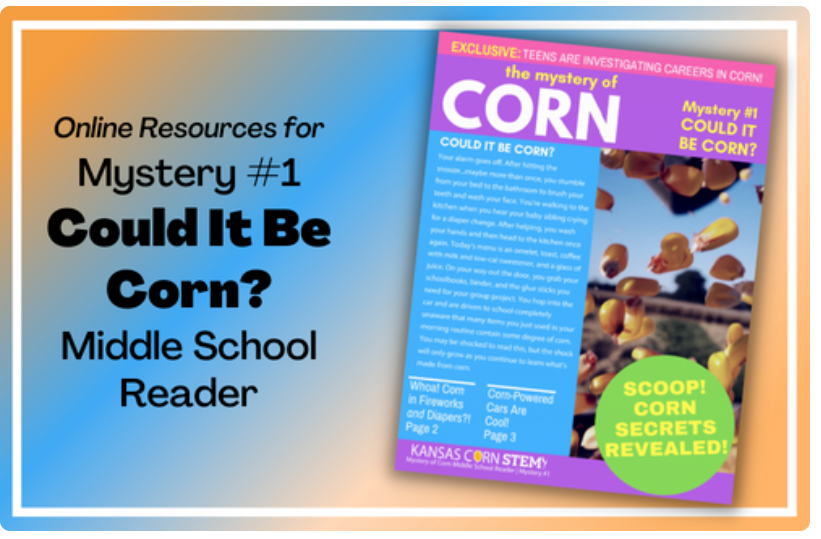 Online Resources for
Mystery #1
Could It Be
Corn?
Middle School
Reader
EXCLUSIVE: TEENS ARE INVESTIGATING CAREERS IN CORN!
the mystery of
CORN
Mystery #1
COULD IT
BE CORN?
COULD IT BE CORN?
Your alarm goes off. After hitting the
snooze...maybe more than once, you stumble
from your bed to the bathroom to brush your
teeth and wash your face. You're walking to the
kitchen when you hear your baby sibling crying
for a diaper change. After helping, you wash
your hands and then head to the kitchen once
again. Today's menu is an omelet, toast, coffee
with milk and low-cal sweetener, and a glass of
juice. On your way out the door, you grab your
schoolbooks, binder, and the glue sticks you
need for your group project. You hop into the
car and are driven to school completely
unaware that many items you just used in your
morning routine contain some degree of corn.
You may be shocked to read this, but the shock
will only grow as you continue to learn what's
made from corn.
Whoa! Corn
in Fireworks
and Diapers?!
Page 2
Corn-Powered
Cars Are
Cool!
Page 3
SCOOP!
CORN
SECRETS
REVEALED!
KANSAS CORN STEM
Mystery of Corn Middle School Reader | Mystery #1